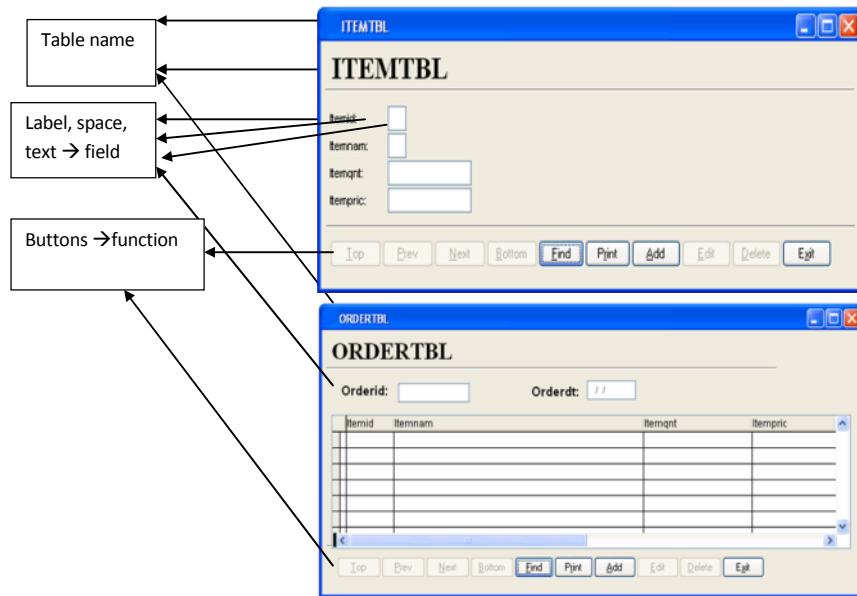 Table name
Label, space,
text → field
Buttons →function
ITEMTBL
ITEMTBL
Itemid:
Itemnam:
Itemqnt:
Itempric:
Top Prev Next Bottom Find Print Add Edit Delete Exit
ORDERTBL
ORDERTBL
Orderid: Orderdt: / /
Itemid Itemnam Itemqnt Itempric
Top Prev Next Bottom Find Print Add Edit Delete Exit